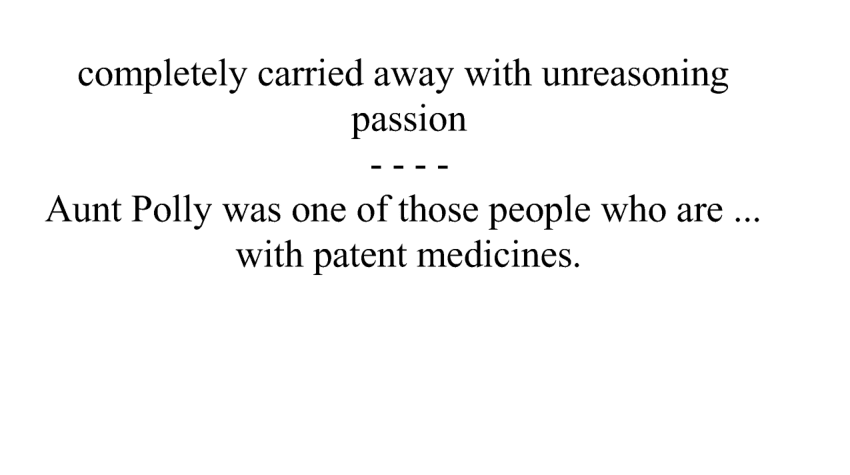 completely carried away with unreasoning
passion
- - - -
Aunt Polly was one of those people who are ...
with patent medicines.